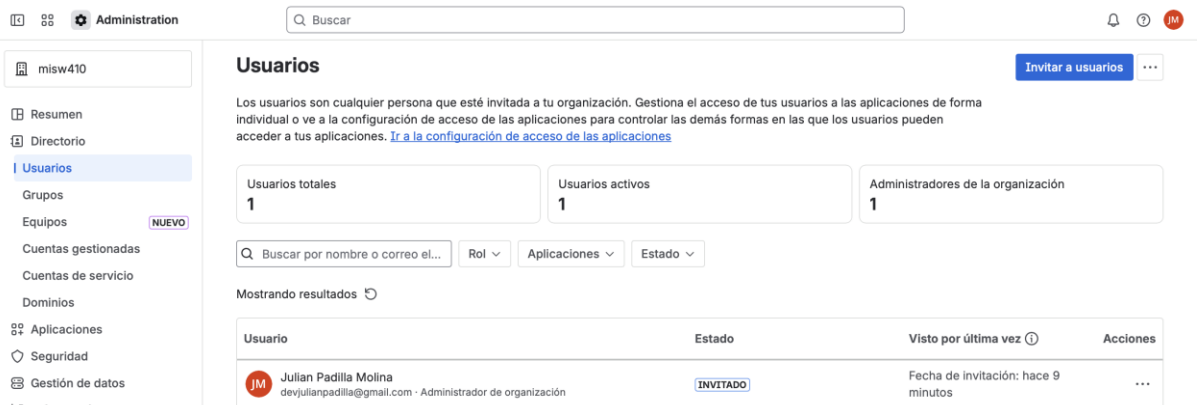 Administration
Buscar
JM
misw410
Resumen
Directorio
Usuarios
Grupos
Equipos NUEVO
Cuentas gestionadas
Cuentas de servicio
Dominios
Aplicaciones
Seguridad
Gestión de datos
Usuarios
Invitar a usuarios
Los usuarios son cualquier persona que esté invitada a tu organización. Gestiona el acceso de tus usuarios a las aplicaciones de forma
individual o ve a la configuración de acceso de las aplicaciones para controlar las demás formas en las que los usuarios pueden
acceder a tus aplicaciones. Ir a la configuración de acceso de las aplicaciones
Usuarios totales
1
Usuarios activos
1
Administradores de la organización
1
Buscar por nombre o correo el...
Rol
Aplicaciones
Estado
Mostrando resultados
Usuario Estado Visto por última vez Acciones
JM
Julian Padilla Molina
devjulianpadilla@gmail.com · Administrador de organización
INVITADO
Fecha de invitación: hace 9
minutos